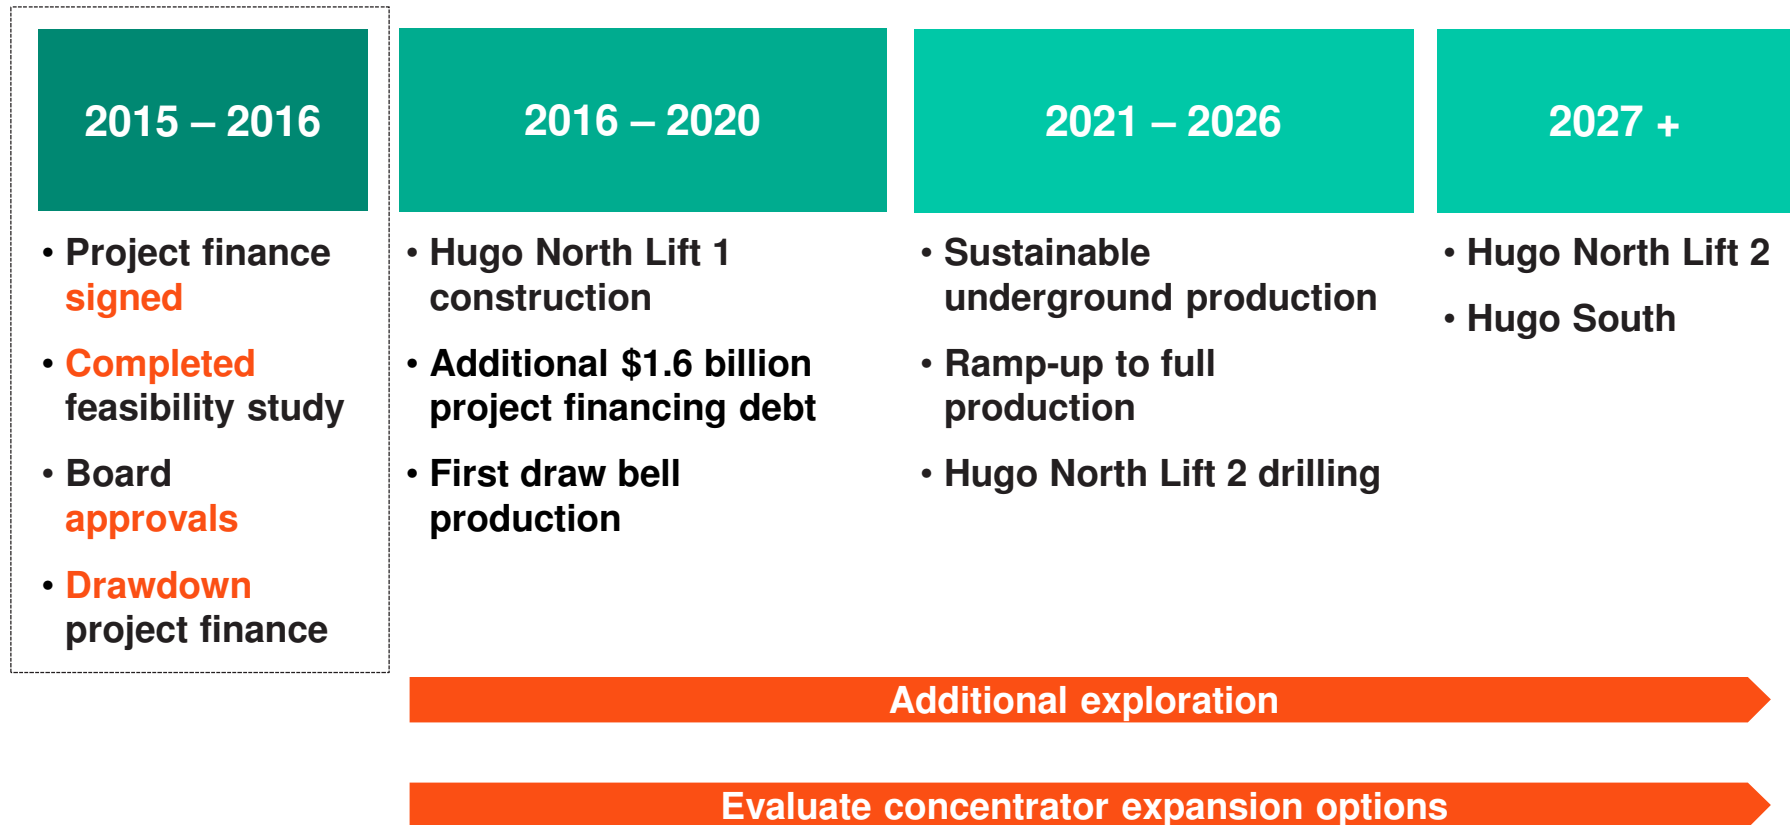 2015 – 2016
• Project finance
signed
• Completed
feasibility study
• Board
approvals
• Drawdown
project finance
2016 – 2020
• Hugo North Lift 1
construction
• Additional $1.6 billion
project financing debt
• First draw bell
production
2021 – 2026
• Sustainable
underground production
• Ramp-up to full
production
• Hugo North Lift 2 drilling
2027 +
• Hugo North Lift 2
• Hugo South
Additional exploration
Evaluate concentrator expansion options